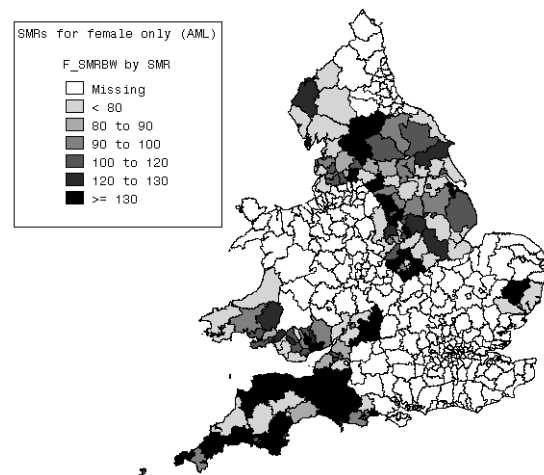 SMRs for female only (AML)
F_SMRBW by SMR
Missing
< 80
80 to 90
90 to 100
100 to 120
120 to 130
>= 130